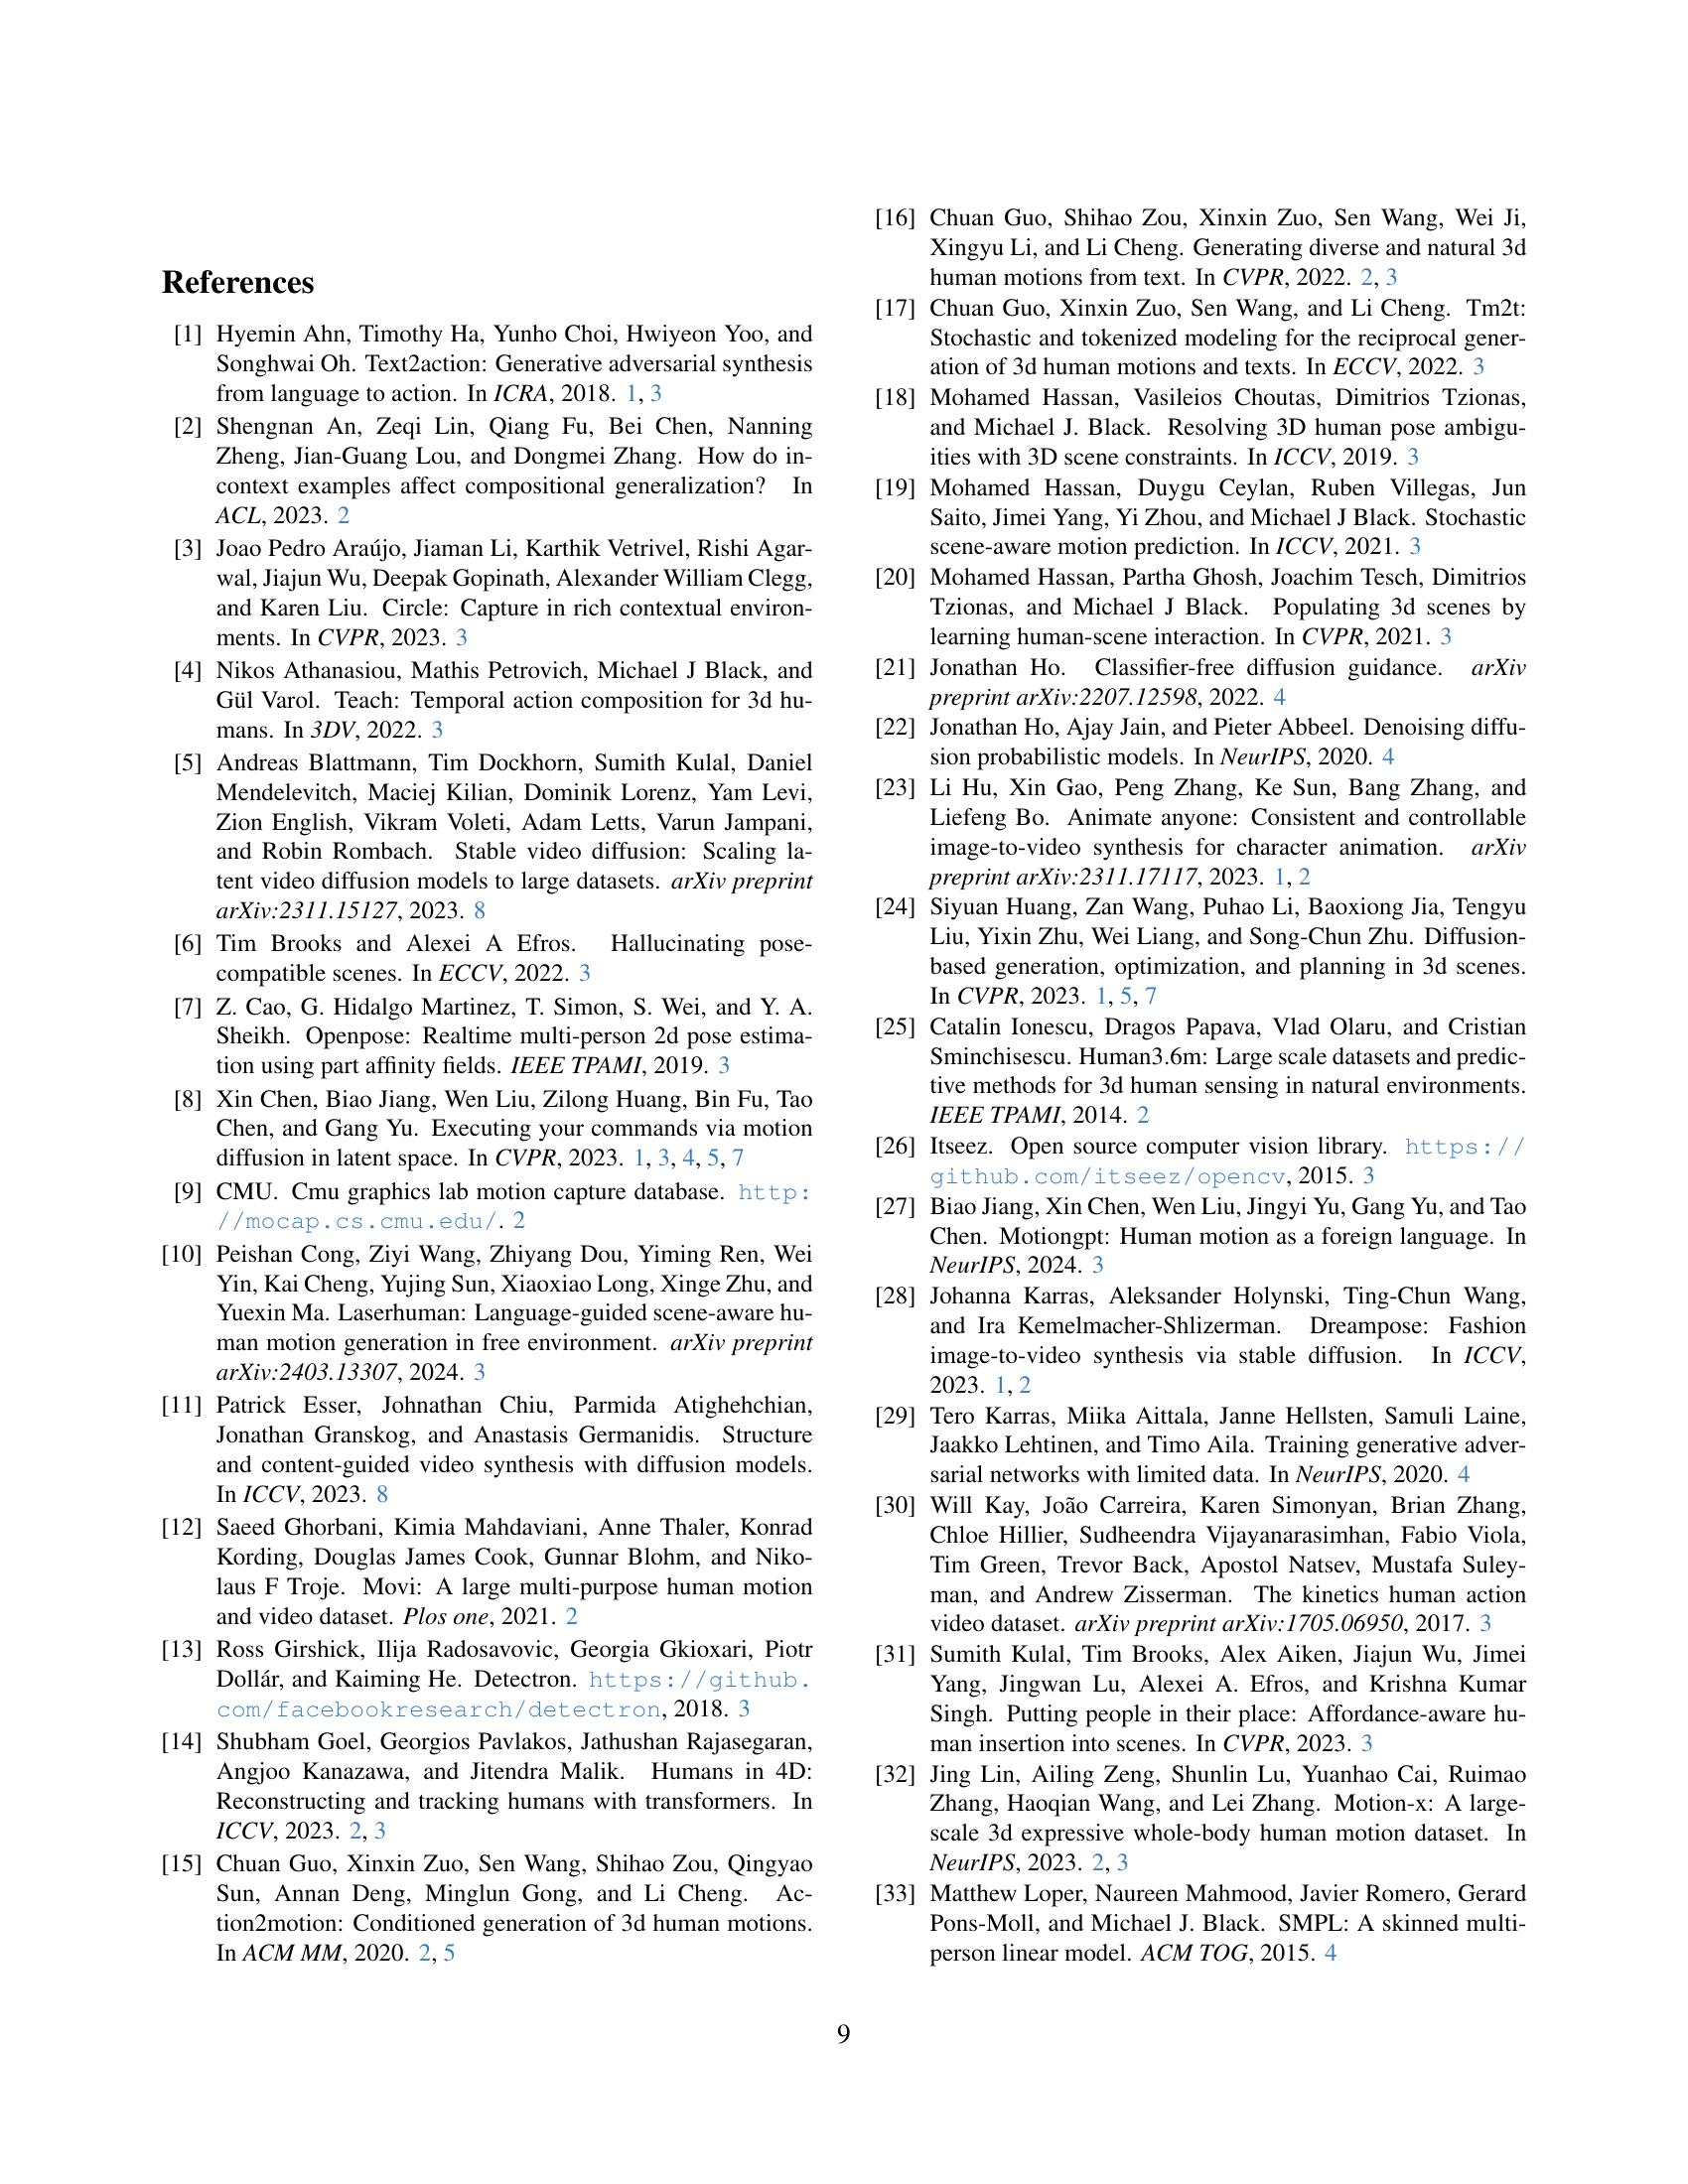 References
[1] Hyemin Ahn, Timothy Ha, Yunho Choi, Hwiyeon Yoo, and
Songhwai Oh. Text2action: Generative adversarial synthesis
from language to action. In ICRA, 2018. 1, 3
[2] Shengnan An, Zeqi Lin, Qiang Fu, Bei Chen, Nanning
Zheng, Jian-Guang Lou, and Dongmei Zhang. How do in-
context examples affect compositional generalization? In
ACL, 2023. 2
[3] Joao Pedro Araújo, Jiaman Li, Karthik Vetrivel, Rishi Agar-
wal, Jiajun Wu, Deepak Gopinath, Alexander William Clegg,
and Karen Liu. Circle: Capture in rich contextual environ-
ments. In CVPR, 2023. 3
[4] Nikos Athanasiou, Mathis Petrovich, Michael J Black, and
Gül Varol. Teach: Temporal action composition for 3d hu-
mans. In 3DV, 2022. 3
[5] Andreas Blattmann, Tim Dockhorn, Sumith Kulal, Daniel
Mendelevitch, Maciej Kilian, Dominik Lorenz, Yam Levi,
Zion English, Vikram Voleti, Adam Letts, Varun Jampani,
and Robin Rombach. Stable video diffusion: Scaling la-
tent video diffusion models to large datasets. arXiv preprint
arXiv:2311.15127, 2023. 8
[6] Tim Brooks and Alexei A Efros. Hallucinating pose-
compatible scenes. In ECCV, 2022. 3
[7] Z. Cao, G. Hidalgo Martinez, T. Simon, S. Wei, and Y. A.
Sheikh. Openpose: Realtime multi-person 2d pose estima-
tion using part affinity fields. IEEE TPAMI, 2019. 3
[8] Xin Chen, Biao Jiang, Wen Liu, Zilong Huang, Bin Fu, Tao
Chen, and Gang Yu. Executing your commands via motion
diffusion in latent space. In CVPR, 2023. 1, 3, 4, 5, 7
[9] CMU. Cmu graphics lab motion capture database. http:
//mocap.cs.cmu.edu/. 2
[10] Peishan Cong, Ziyi Wang, Zhiyang Dou, Yiming Ren, Wei
Yin, Kai Cheng, Yujing Sun, Xiaoxiao Long, Xinge Zhu, and
Yuexin Ma. Laserhuman: Language-guided scene-aware hu-
man motion generation in free environment. arXiv preprint
arXiv:2403.13307, 2024. 3
[11] Patrick Esser, Johnathan Chiu, Parmida Atighehchian,
Jonathan Granskog, and Anastasis Germanidis. Structure
and content-guided video synthesis with diffusion models.
In ICCV, 2023. 8
[12] Saeed Ghorbani, Kimia Mahdaviani, Anne Thaler, Konrad
Kording, Douglas James Cook, Gunnar Blohm, and Niko-
laus F Troje. Movi: A large multi-purpose human motion
and video dataset. Plos one, 2021. 2
[13] Ross Girshick, Ilija Radosavovic, Georgia Gkioxari, Piotr
Dollár, and Kaiming He. Detectron. https://github.
com/facebookresearch/detectron, 2018. 3
[14] Shubham Goel, Georgios Pavlakos, Jathushan Rajasegaran,
Angjoo Kanazawa, and Jitendra Malik. Humans in 4D:
Reconstructing and tracking humans with transformers. In
ICCV, 2023. 2, 3
[15] Chuan Guo, Xinxin Zuo, Sen Wang, Shihao Zou, Qingyao
Sun, Annan Deng, Minglun Gong, and Li Cheng. Ac-
tion2motion: Conditioned generation of 3d human motions.
In ACM MM, 2020. 2, 5
[16] Chuan Guo, Shihao Zou, Xinxin Zuo, Sen Wang, Wei Ji,
Xingyu Li, and Li Cheng. Generating diverse and natural 3d
human motions from text. In CVPR, 2022. 2, 3
[17] Chuan Guo, Xinxin Zuo, Sen Wang, and Li Cheng. Tm2t:
Stochastic and tokenized modeling for the reciprocal gener-
ation of 3d human motions and texts. In ECCV, 2022. 3
[18] Mohamed Hassan, Vasileios Choutas, Dimitrios Tzionas,
and Michael J. Black. Resolving 3D human pose ambigu-
ities with 3D scene constraints. In ICCV, 2019. 3
[19] Mohamed Hassan, Duygu Ceylan, Ruben Villegas, Jun
Saito, Jimei Yang, Yi Zhou, and Michael J Black. Stochastic
scene-aware motion prediction. In ICCV, 2021. 3
[20] Mohamed Hassan, Partha Ghosh, Joachim Tesch, Dimitrios
Tzionas, and Michael J Black. Populating 3d scenes by
learning human-scene interaction. In CVPR, 2021. 3
[21] Jonathan Ho. Classifier-free diffusion guidance. arXiv
preprint arXiv:2207.12598, 2022. 4
[22] Jonathan Ho, Ajay Jain, and Pieter Abbeel. Denoising diffu-
sion probabilistic models. In NeurIPS, 2020. 4
[23] Li Hu, Xin Gao, Peng Zhang, Ke Sun, Bang Zhang, and
Liefeng Bo. Animate anyone: Consistent and controllable
image-to-video synthesis for character animation. arXiv
preprint arXiv:2311.17117, 2023. 1, 2
[24] Siyuan Huang, Zan Wang, Puhao Li, Baoxiong Jia, Tengyu
Liu, Yixin Zhu, Wei Liang, and Song-Chun Zhu. Diffusion-
based generation, optimization, and planning in 3d scenes.
In CVPR, 2023. 1, 5, 7
[25] Catalin Ionescu, Dragos Papava, Vlad Olaru, and Cristian
Sminchisescu. Human3.6m: Large scale datasets and predic-
tive methods for 3d human sensing in natural environments.
IEEE TPAMI, 2014. 2
[26] Itseez. Open source computer vision library. https://
github.com/itseez/opencv, 2015. 3
[27] Biao Jiang, Xin Chen, Wen Liu, Jingyi Yu, Gang Yu, and Tao
Chen. Motiongpt: Human motion as a foreign language. In
NeurIPS, 2024. 3
[28] Johanna Karras, Aleksander Holynski, Ting-Chun Wang,
and Ira Kemelmacher-Shlizerman. Dreampose: Fashion
image-to-video synthesis via stable diffusion. In ICCV,
2023. 1, 2
[29] Tero Karras, Miika Aittala, Janne Hellsten, Samuli Laine,
Jaakko Lehtinen, and Timo Aila. Training generative adver-
sarial networks with limited data. In NeurIPS, 2020. 4
[30] Will Kay, João Carreira, Karen Simonyan, Brian Zhang,
Chloe Hillier, Sudheendra Vijayanarasimhan, Fabio Viola,
Tim Green, Trevor Back, Apostol Natsev, Mustafa Suley-
man, and Andrew Zisserman. The kinetics human action
video dataset. arXiv preprint arXiv:1705.06950, 2017. 3
[31] Sumith Kulal, Tim Brooks, Alex Aiken, Jiajun Wu, Jimei
Yang, Jingwan Lu, Alexei A. Efros, and Krishna Kumar
Singh. Putting people in their place: Affordance-aware hu-
man insertion into scenes. In CVPR, 2023. 3
[32] Jing Lin, Ailing Zeng, Shunlin Lu, Yuanhao Cai, Ruimao
Zhang, Haoqian Wang, and Lei Zhang. Motion-x: A large-
scale 3d expressive whole-body human motion dataset. In
NeurIPS, 2023. 2, 3
[33] Matthew Loper, Naureen Mahmood, Javier Romero, Gerard
Pons-Moll, and Michael J. Black. SMPL: A skinned multi-
person linear model. ACM TOG, 2015. 4
9